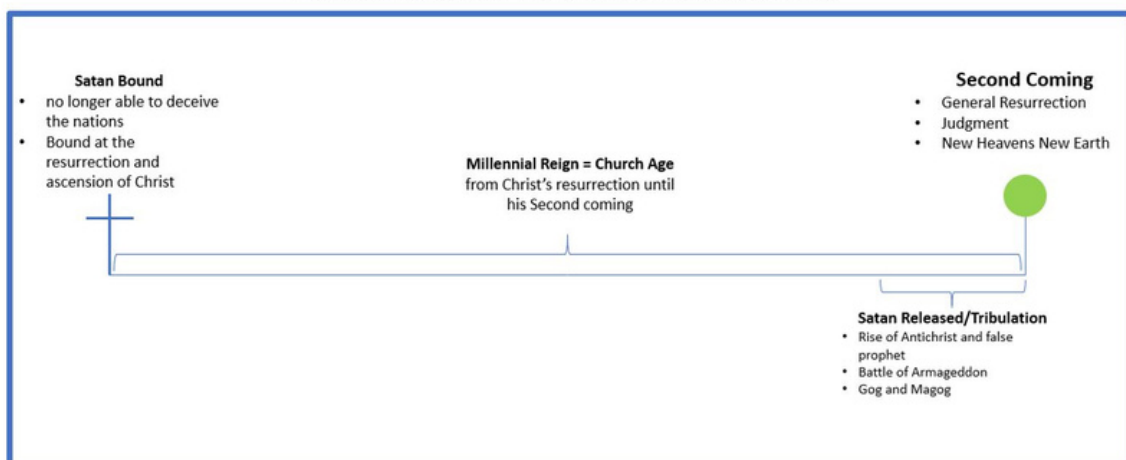 Satan Bound
• no longer able to deceive
the nations
• Bound at the
resurrection and
ascension of Christ
Millennial Reign = Church Age
from Christ's resurrection until
his Second coming
Second Coming
• General Resurrection
• Judgment
• New Heavens New Earth
Satan Released/Tribulation
• Rise of Antichrist and false
prophet
• Battle of Armageddon
• Gog and Magog